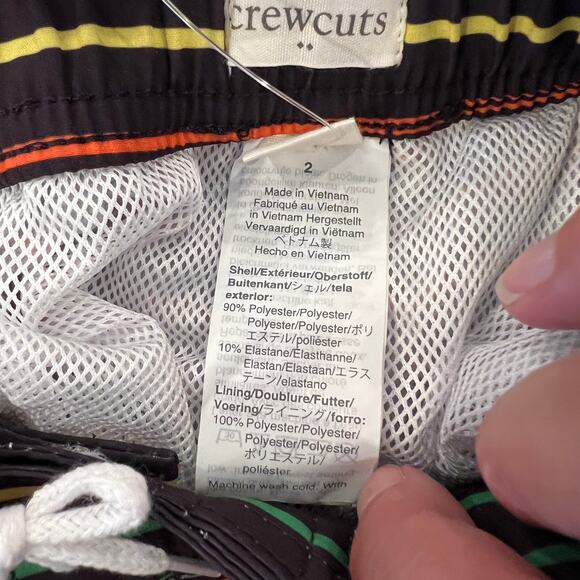 crewcuts
2
Made in Vietnam
Fabriqué au Vietnam
in Vietnam Hergestellt
Vervaardigd in Viëtnam
ベトナム製
Hecho en Vietnam
Shell/Extérieur/Oberstoff/
Buitenkant/シェル/tela
exterior:
90% Polyester/Polyester/
Polyester/Polyester/ポリ
エステル/poliéster
10% Elastane/Élasthanne/
Elastan/Elastaan/エラス
テーン/elastano
Lining/Doublure/Futter/
Voering/ライニング/forro:
100% Polyester/Polyester/
Polyester/Polyester/
ポリエステル/
poliéster
Machine wash cold. With